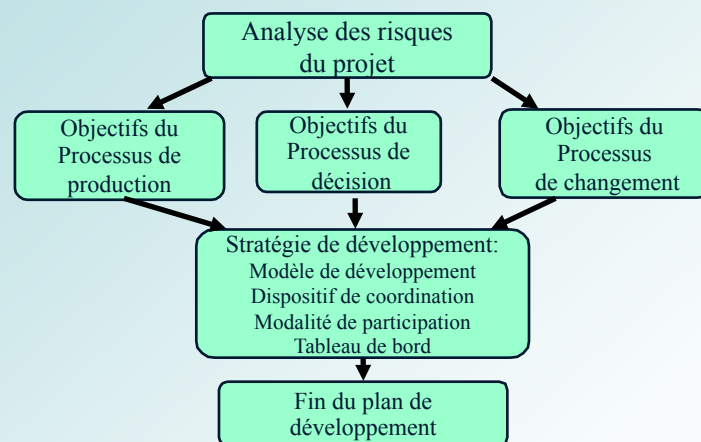 Analyse des risques
du projet
Objectifs du
Processus de
production
Objectifs du
Processus de
décision
Objectifs du
Processus
de changement
Stratégie de développement:
Modèle de développement
Dispositif de coordination
Modalité de participation
Tableau de bord
Fin du plan de
développement